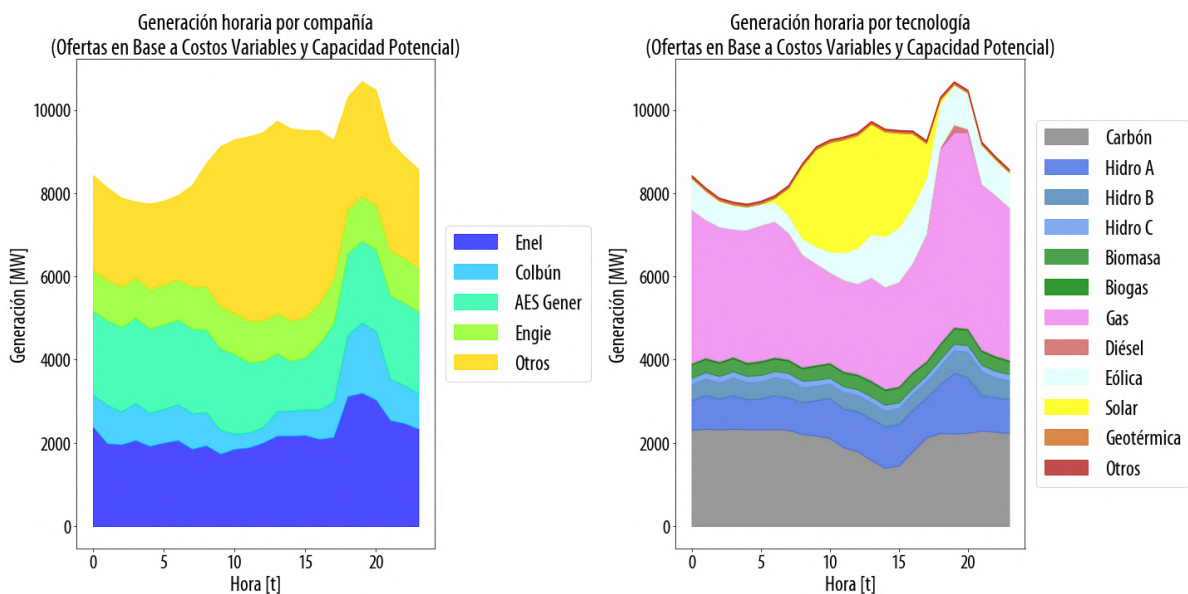 Generación horaria por compañía
(Ofertas en Base a Costos Variables y Capacidad Potencial)
Generación [MW]
10000
8000
6000
4000
2000
0
0 5 10 15 20
Hora [t]
Enel
Colbún
AES Gener
Engie
Otros
Generación horaria por tecnología
(Ofertas en Base a Costos Variables y Capacidad Potencial)
Generación [MW]
10000
8000
6000
4000
2000
0
0 5 10 15 20
Hora [t]
Carbón
Hidro A
Hidro B
Hidro C
Biomasa
Biogas
Gas
Diésel
Eólica
Solar
Geotérmica
Otros